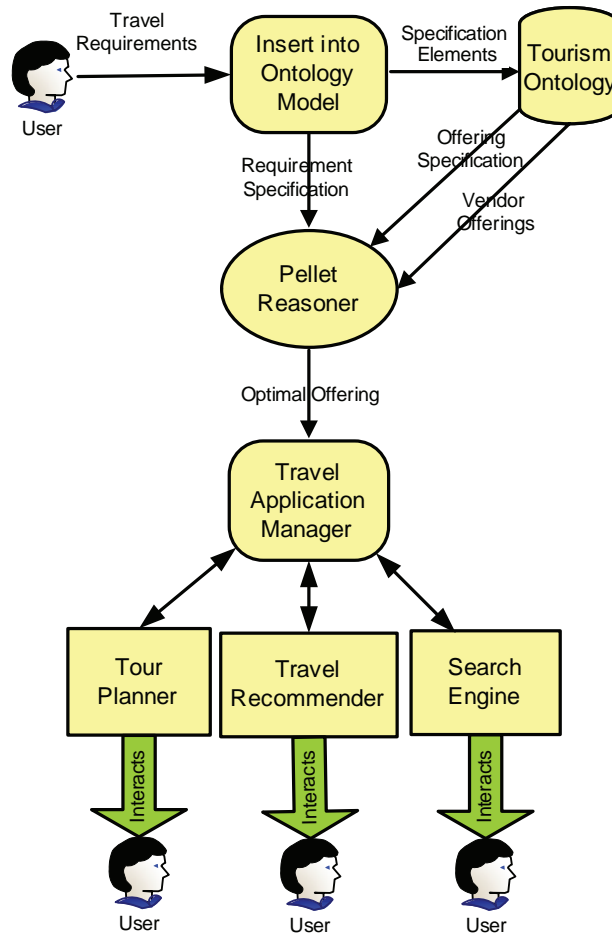 Travel
Requirements
User
Insert into
Ontology
Model
Specification
Elements
Tourism
Ontology
Requirement
Specification
Offering
Specification
Vendor
Offerings
Pellet
Reasoner
Optimal Offering
Travel
Application
Manager
Tour
Planner
Travel
Recommender
Search
Engine
Interacts
Interacts
Interacts
User
User
User